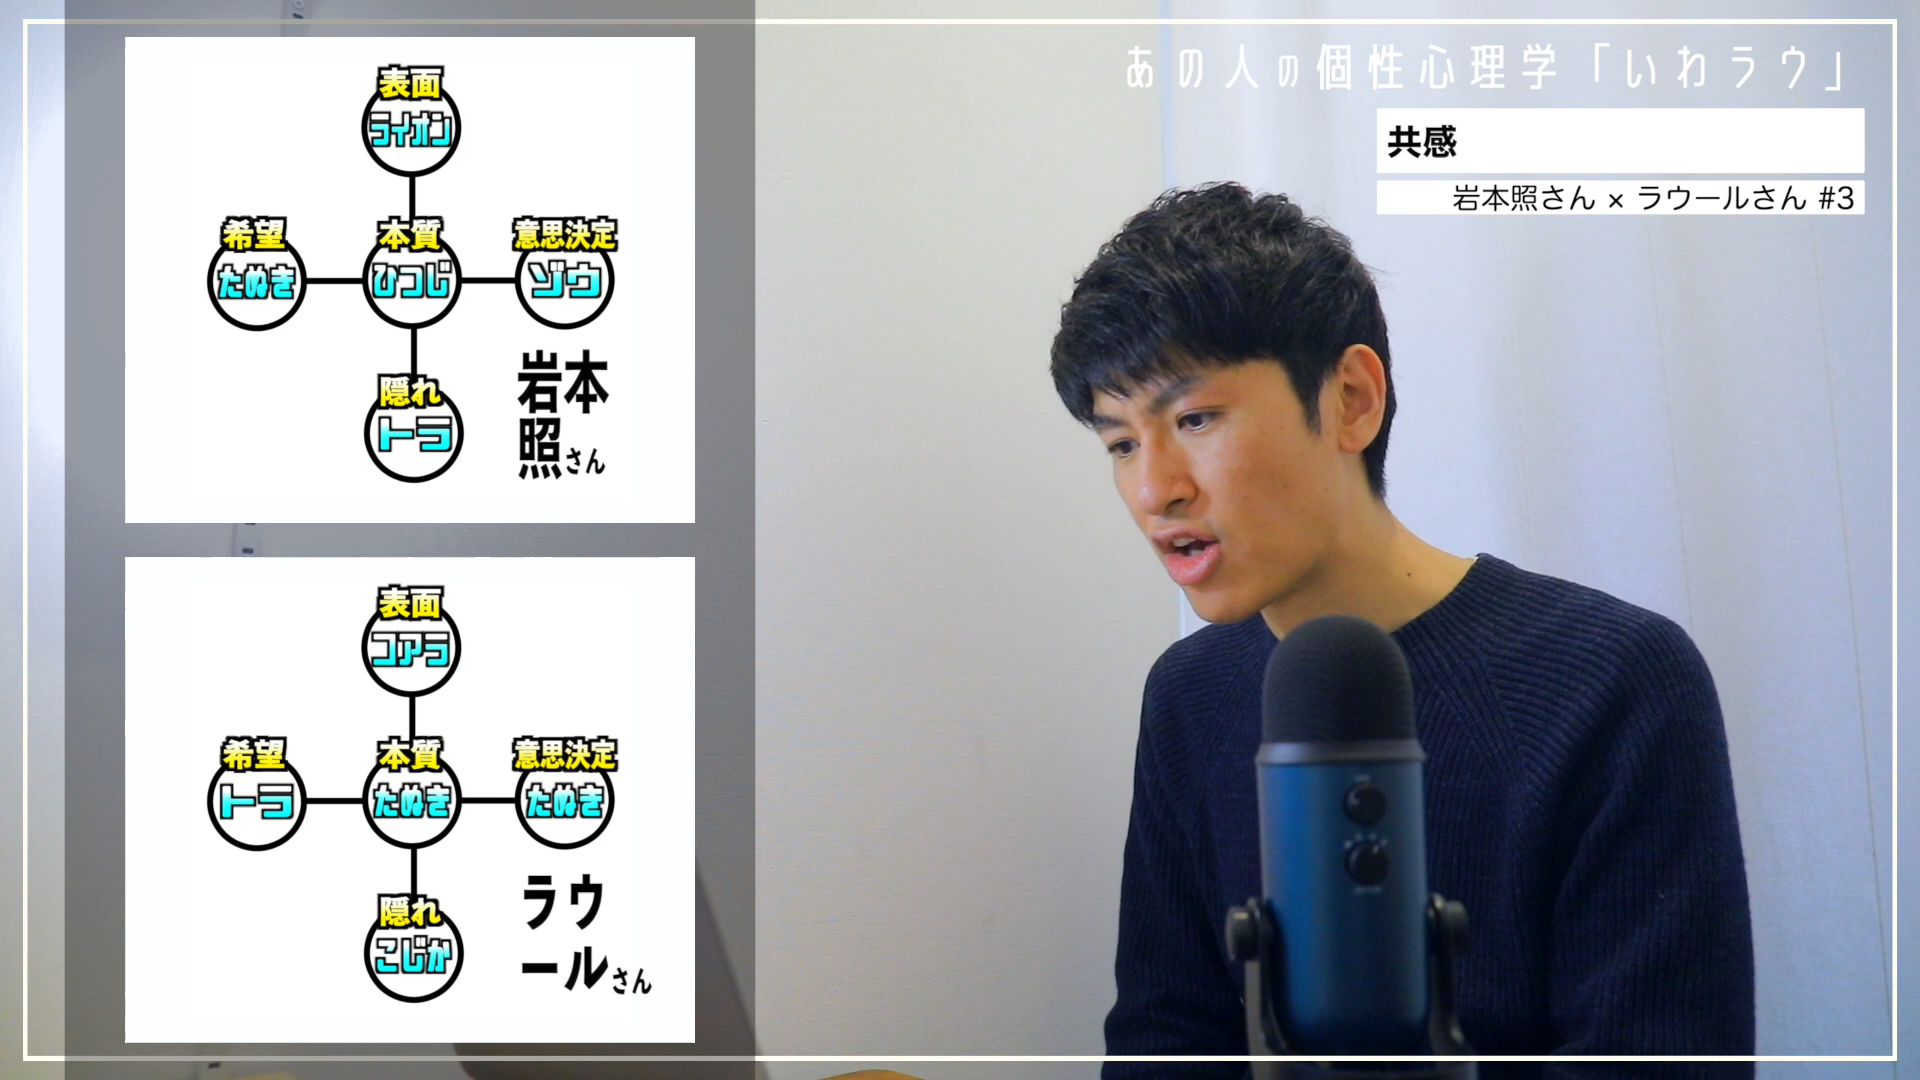 あの人の個性心理学「いわラウ」
共感
岩本照さん × ラウールさん #3
表面
ライオン
希望
たぬき
本質
ひつじ
意思決定
ゾウ
隠れ
トラ
岩本
照さん
表面
コアラ
希望
トラ
本質
たぬき
意思決定
たぬき
隠れ
こじか
ラウ
ールさん